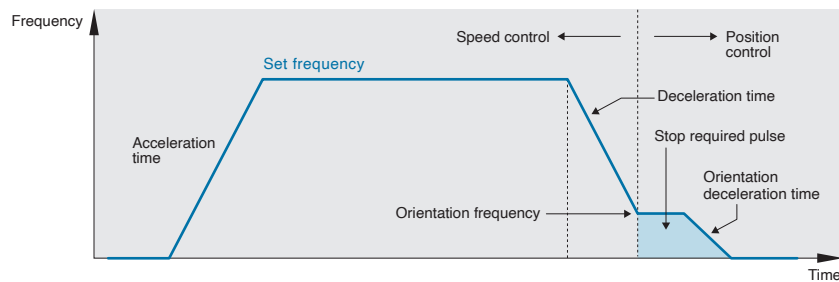 Frequency
Speed control
Position
control
Set frequency
Deceleration time
Acceleration
time
Stop required pulse
Orientation
deceleration time
Orientation frequency
Time